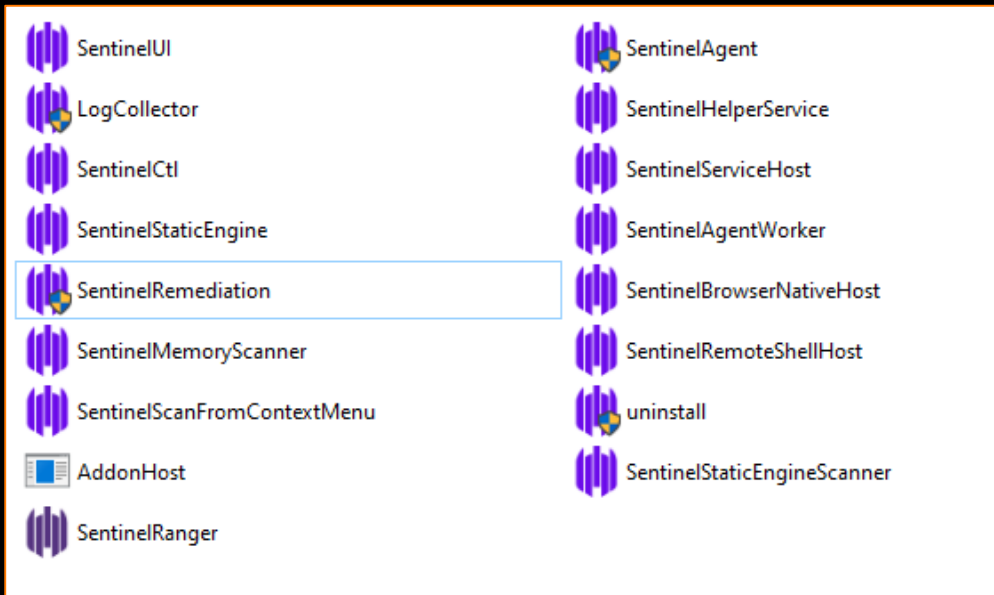 SentinelUI
SentinelAgent
LogCollector
SentinelHelperService
SentinelCtl
SentinelServiceHost
SentinelStaticEngine
SentinelAgentWorker
SentinelRemediation
SentinelBrowserNativeHost
SentinelMemoryScanner
SentinelRemoteShellHost
SentinelScanFromContextMenu
uninstall
AddonHost
SentinelStaticEngineScanner
SentinelRanger